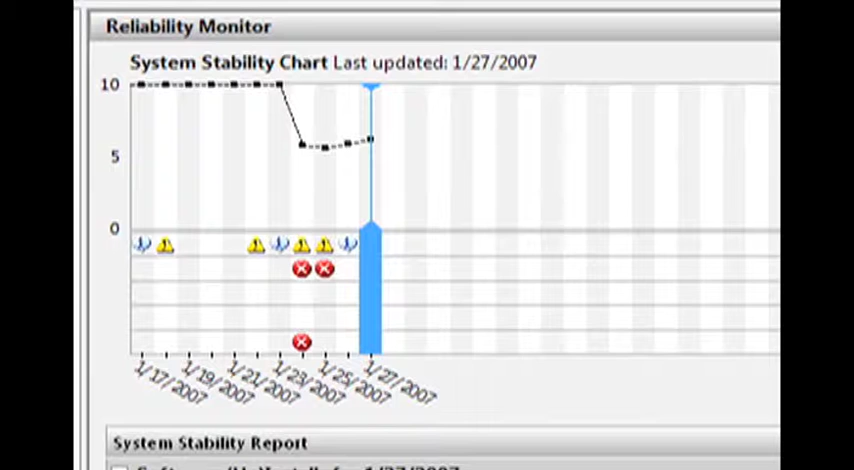 Reliability Monitor
System Stability Chart Last updated: 1/27/2007
10
5
0
1/17/2007 1/19/2007 1/21/2007 1/23/2007 1/25/2007 1/27/2007
System Stability Report